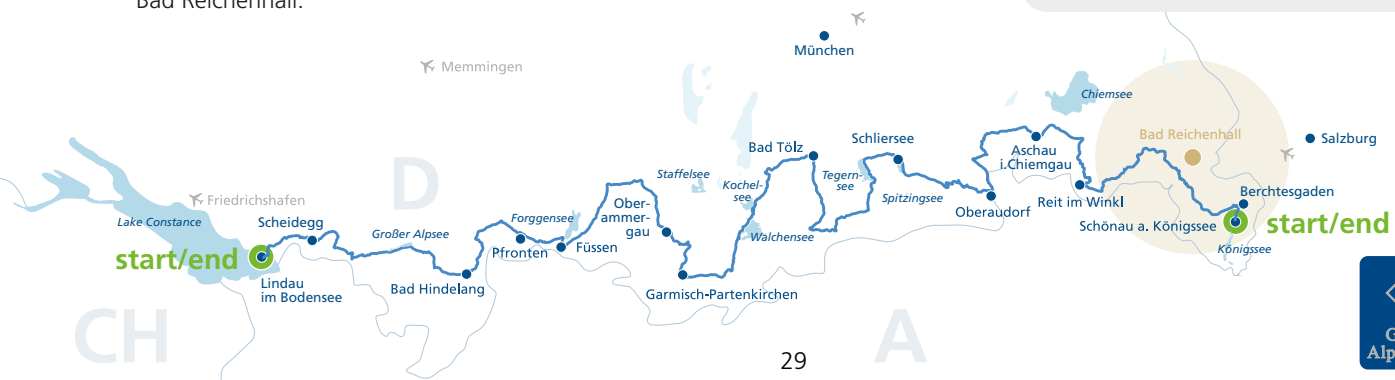 Bad Reichenhall.
München
Memmingen
Chiemsee
Bad Reichenhall
Salzburg
Schliersee
Bad Tölz
Aschau
i.Chiemgau
D
Staffelsee
Kochel-
see
Tegern-
see
Spitzingsee
Oberaudorf
Reit im Winkl
Berchtesgaden
Friedrichshafen
Lake Constance
Scheidegg
Großer Alpsee
Forggensee
Ober-
ammer-
gau
Walchensee
Schönau a. Königssee
start/end
Königssee
start/end
Pfronten
Füssen
Lindau
im Bodensee
Bad Hindelang
Garmisch-Partenkirchen
CH
A
29